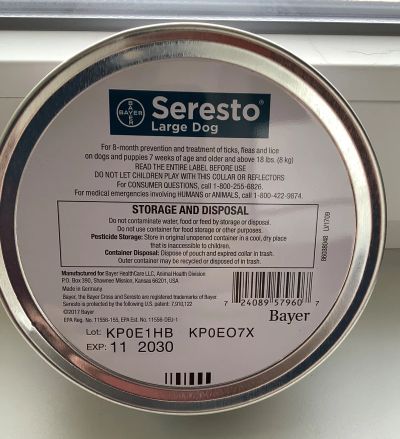 BAYER
BAYER
Seresto®
Large Dog
For 8-month prevention and treatment of ticks, fleas and lice
on dogs and puppies 7 weeks of age and older and above 18 lbs. (8 kg)
READ THE ENTIRE LABEL BEFORE USE
DO NOT LET CHILDREN PLAY WITH THIS COLLAR OR REFLECTORS
For CONSUMER QUESTIONS, call 1-800-255-6826.
For medical emergencies involving HUMANS or ANIMALS, call 1-800-422-9874.
STORAGE AND DISPOSAL
Do not contaminate water, food or feed by storage or disposal.
Do not use container for food storage or other purposes.
Pesticide Storage: Store in original unopened container in a cool, dry place
that is inaccessible to children.
Container Disposal: Dispose of pouch and expired collar in trash.
Outer container may be recycled or disposed of in trash.
Manufactured for Bayer HealthCare LLC, Animal Health Division
P.O. Box 390, Shawnee Mission, Kansas 66201, USA
Made in Germany
Bayer, the Bayer Cross and Seresto are registered trademarks of Bayer.
Seresto is protected by the following U.S. patent: 7,910,122
©2017 Bayer
EPA Reg. No. 11556-155, EPA Est. No. 11556-DEU-1
7 24089 57960 7
Bayer
LV1709
Lot: KP0E1HB KP0EO7X
EXP: 11 2030